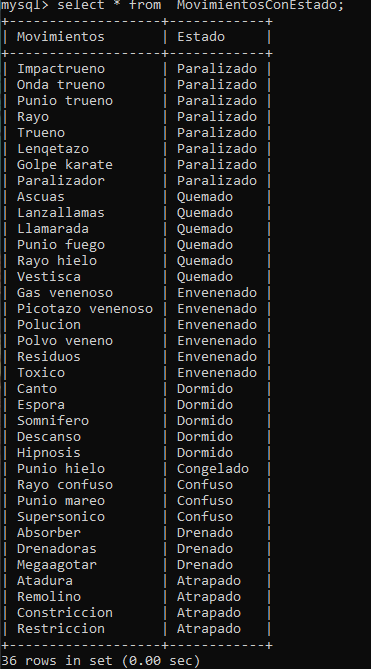 mysql> select * from  MovimientosConEstado;
+-------------------+------------+
| Movimientos       | Estado     |
+-------------------+------------+
| Impactrueno       | Paralizado |
| Onda trueno       | Paralizado |
| Punio trueno      | Paralizado |
| Rayo              | Paralizado |
| Trueno            | Paralizado |
| Lenqetazo         | Paralizado |
| Golpe karate      | Paralizado |
| Paralizador       | Paralizado |
| Ascuas            | Quemado    |
| Lanzallamas       | Quemado    |
| Llamarada         | Quemado    |
| Punio fuego       | Quemado    |
| Rayo hielo        | Quemado    |
| Vestisca          | Quemado    |
| Gas venenoso      | Envenenado |
| Picotazo venenoso | Envenenado |
| Polucion          | Envenenado |
| Polvo veneno      | Envenenado |
| Residuos          | Envenenado |
| Toxico            | Envenenado |
| Canto             | Dormido    |
| Espora            | Dormido    |
| Somnifero         | Dormido    |
| Descanso          | Dormido    |
| Hipnosis          | Dormido    |
| Punio hielo       | Congelado  |
| Rayo confuso      | Confuso    |
| Punio mareo       | Confuso    |
| Supersonico       | Confuso    |
| Absorber          | Drenado    |
| Drenadoras        | Drenado    |
| Megaagotar        | Drenado    |
| Atadura           | Atrapado   |
| Remolino          | Atrapado   |
| Constriccion      | Atrapado   |
| Restriccion       | Atrapado   |
+-------------------+------------+
36 rows in set (0.00 sec)